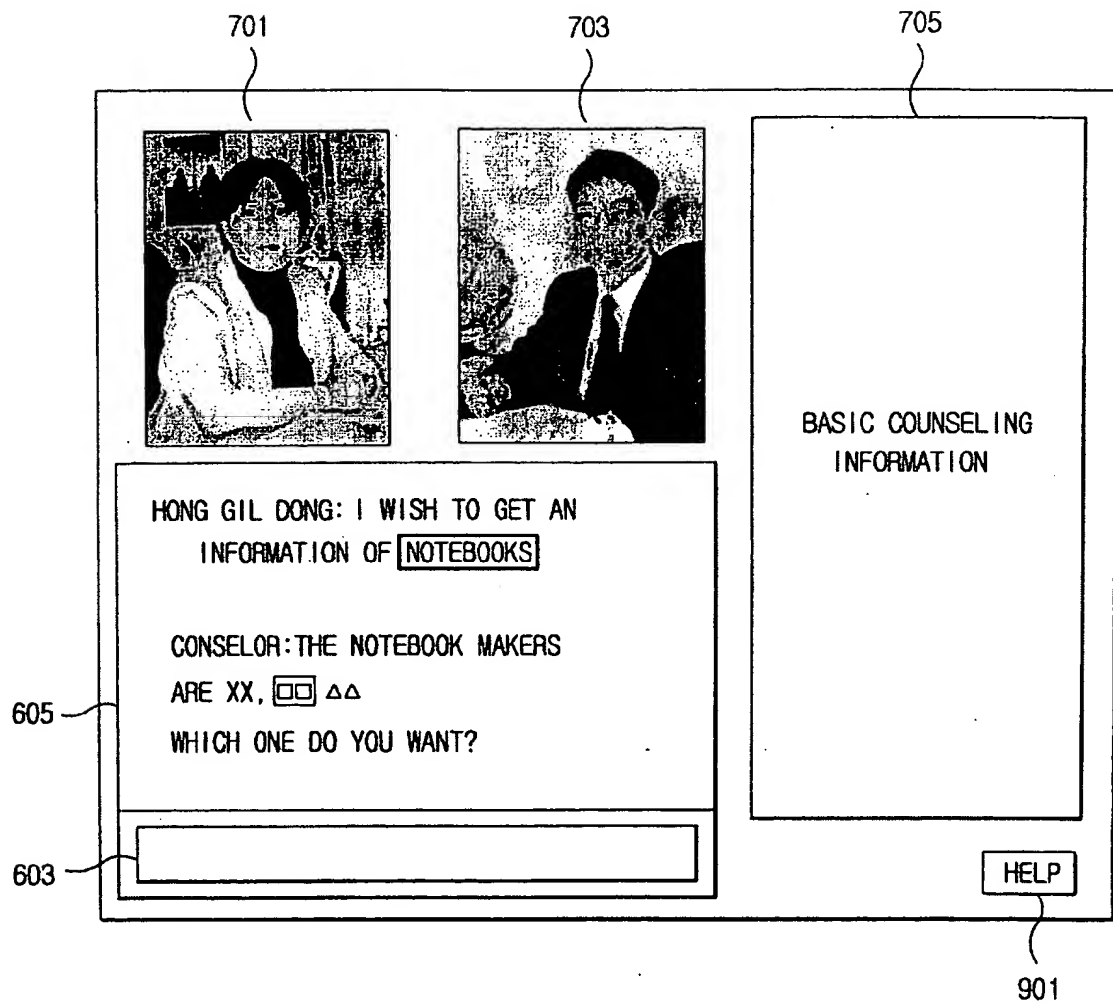 701
703
705
BASIC COUNSELING
INFORMATION
HONG GIL DONG: I WISH TO GET AN
INFORMATION OF NOTEBOOKS
CONSELOR:THE NOTEBOOK MAKERS
ARE XX, □□ △△
WHICH ONE DO YOU WANT?
605
603
HELP
901